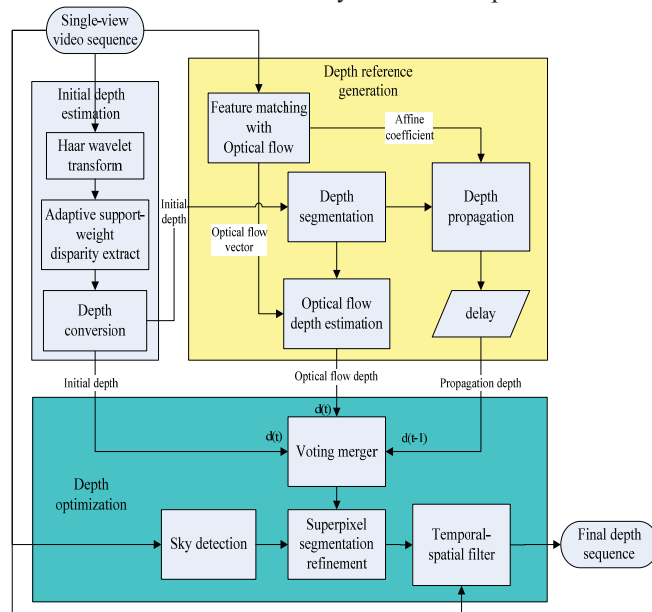 Single-view
video sequence
Depth reference
generation
Initial depth
estimation
Feature matching
with
Optical flow
Affine
coefficient
Haar wavelet
transform
Initial
depth
Depth
segmentation
Depth
propagation
Adaptive support-
weight
disparity extract
Optical flow
vector
Depth
conversion
Optical flow
depth estimation
delay
Initial depth
Optical flow depth
Propagation depth
d(t)
d(t)
d(t-1)
Voting merger
Depth
optimization
Sky detection
Superpixel
segmentation
refinement
Temporal-
spatial filter
Final depth
sequence